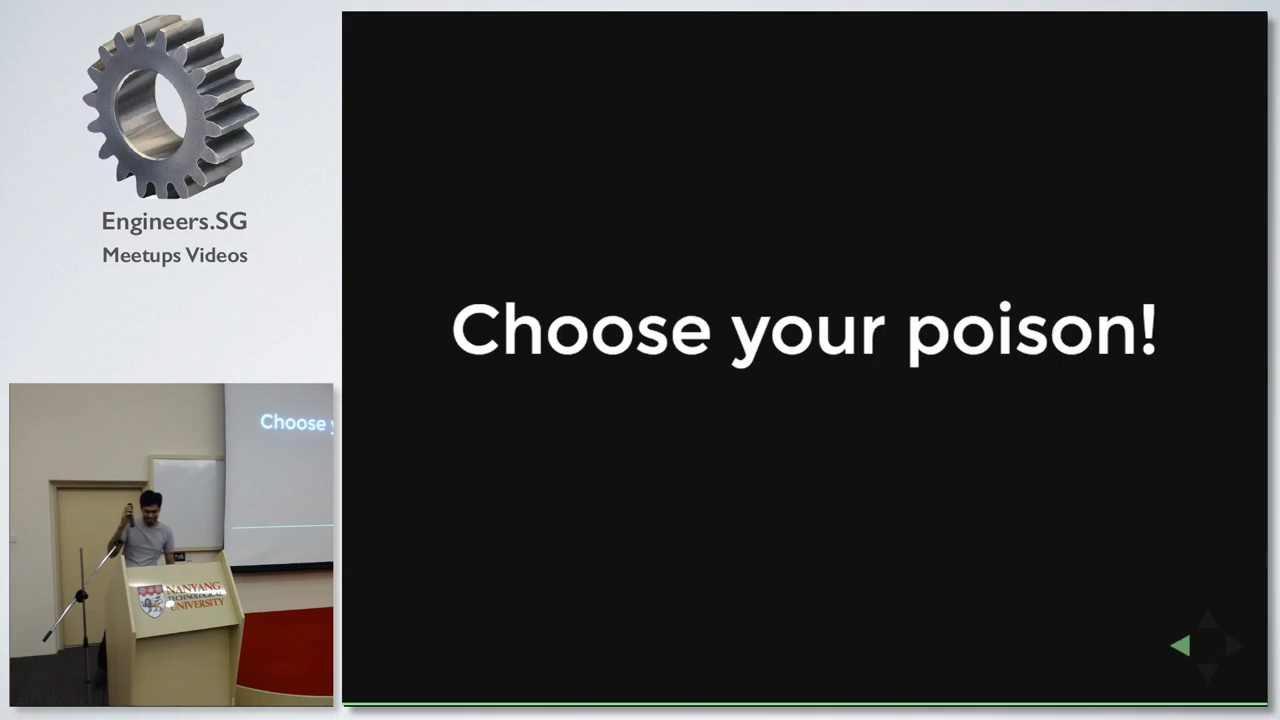 Engineers.SG
Meetups Videos
Choose your poison!
Choose
NANYANG
TECHNOLOGICAL
UNIVERSITY